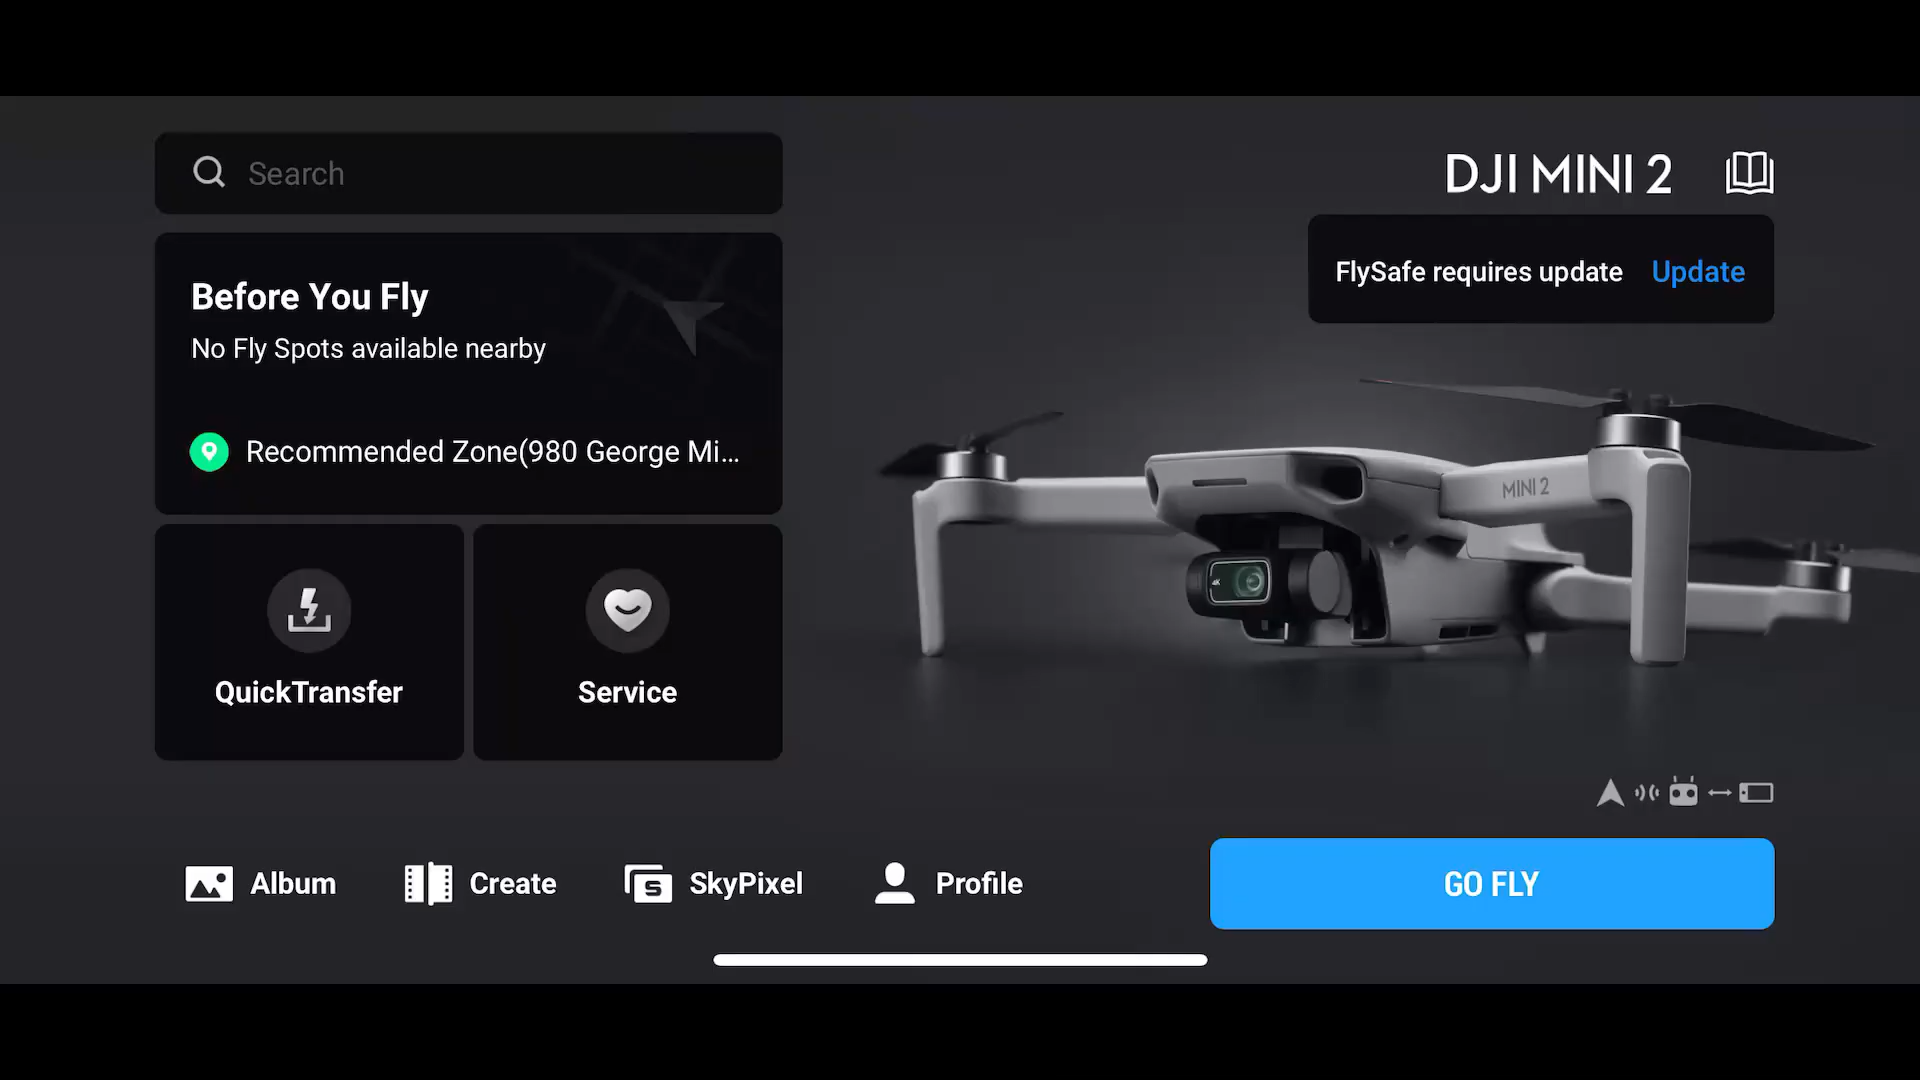 Search
DJI MINI 2
FlySafe requires update Update
Before You Fly
No Fly Spots available nearby
Recommended Zone(980 George Mi...
MINI 2
4K
QuickTransfer
Service
Album
Create
S
SkyPixel
Profile
GO FLY